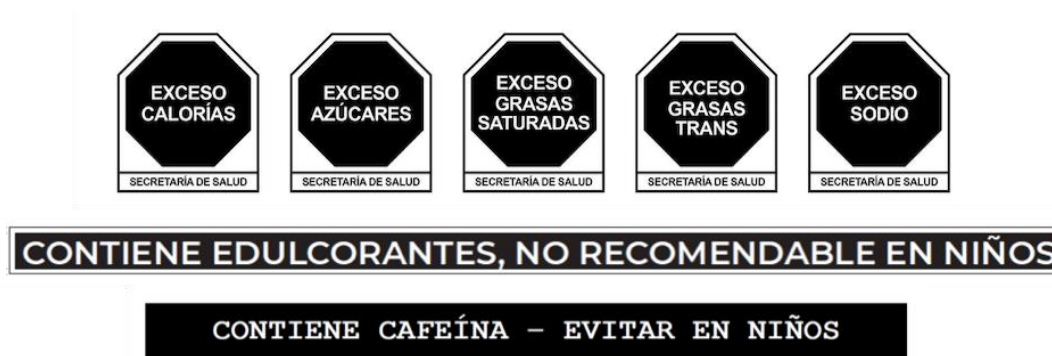 EXCESO
CALORÍAS
SECRETARÍA DE SALUD
EXCESO
AZÚCARES
SECRETARÍA DE SALUD
EXCESO
GRASAS
SATURADAS
SECRETARÍA DE SALUD
EXCESO
GRASAS
TRANS
SECRETARÍA DE SALUD
EXCESO
SODIO
SECRETARÍA DE SALUD
CONTIENE EDULCORANTES, NO RECOMENDABLE EN NIÑOS
CONTIENE CAFEÍNA – EVITAR EN NIÑOS